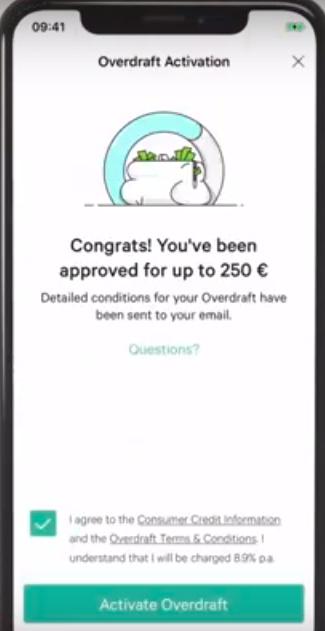 09:41
Overdraft Activation
Congrats! You've been
approved for up to 250 €
Detailed conditions for your Overdraft have
been sent to your email.
Questions?
I agree to the Consumer Credit Information
and the Overdraft Terms & Conditions. I
understand that I will be charged 8.9% p.a.
Activate Overdraft